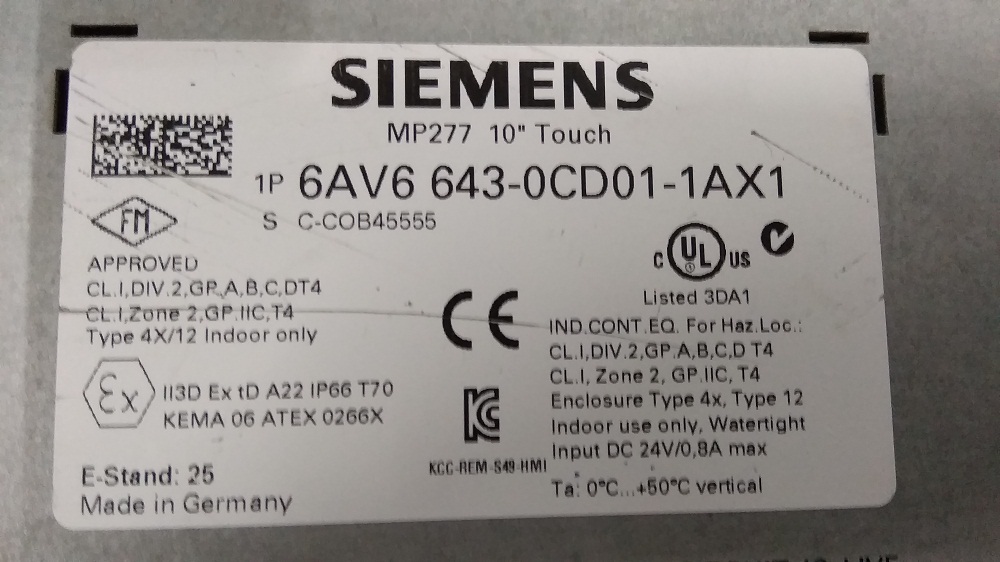 SIEMENS
MP277 10" Touch
1P 6AV6 643-0CD01-1AX1
S C-COB45555
FM
APPROVED
CL.I,DIV.2,GP.A,B,C,DT4
CL.I,Zone 2,GP.IIC,T4
Type 4X/12 Indoor only
Ex II3D Ex tD A22 IP66 T70
KEMA 06 ATEX 0266X
E-Stand: 25
Made in Germany
CE
KCC-REM-S49-HMI
C UL US
Listed 3DA1
IND.CONT.EQ. For Haz.Loc.:
CL.I,DIV.2,GP.A,B,C,D T4
CL.I, Zone 2, GP.IIC, T4
Enclosure Type 4x, Type 12
Indoor use only, Watertight
Input DC 24V/0,8A max
Ta: 0°C...+50°C vertical